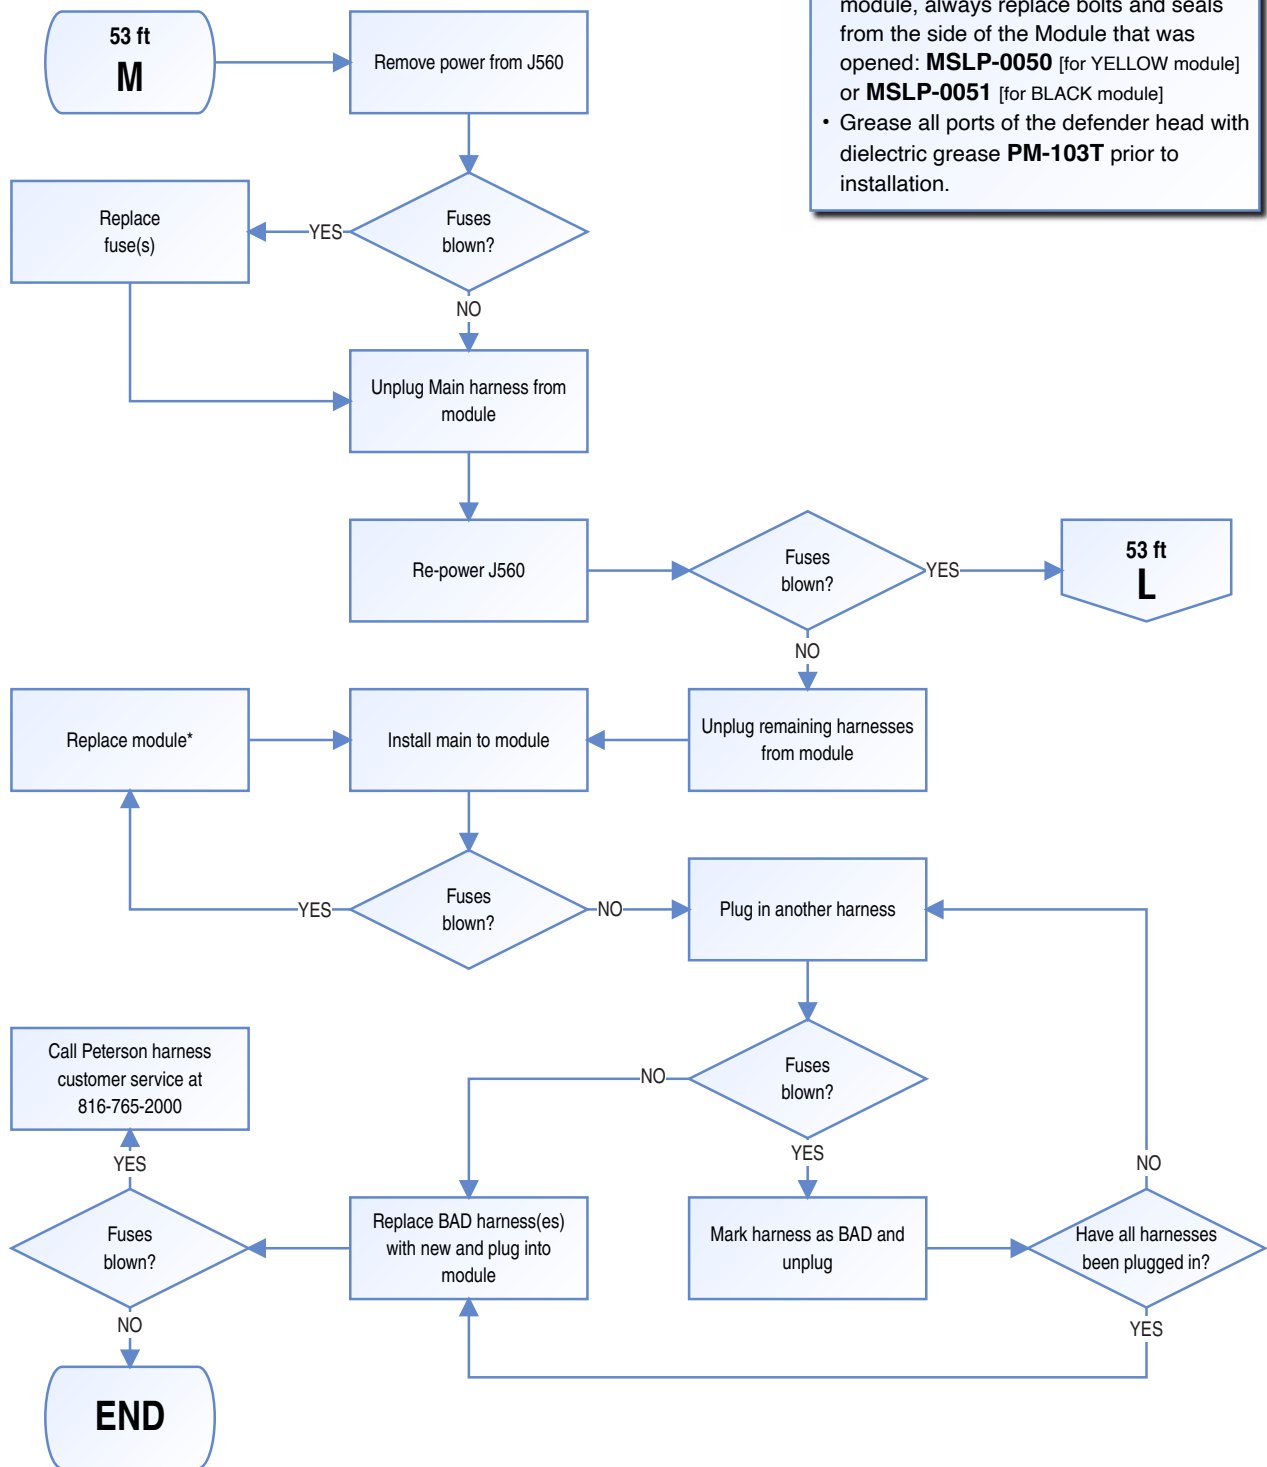 module, always replace bolts and seals
from the side of the Module that was
opened: MSLP-0050 [for YELLOW module]
or MSLP-0051 [for BLACK module]
• Grease all ports of the defender head with
dielectric grease PM-103T prior to
installation.
53 ft
M
Remove power from J560
Replace
fuse(s)
YES
Fuses
blown?
NO
Unplug Main harness from
module
Re-power J560
Fuses
blown?
YES
53 ft
L
NO
Replace module*
Install main to module
Unplug remaining harnesses
from module
YES
Fuses
blown?
NO
Plug in another harness
Call Peterson harness
customer service at
816-765-2000
NO
Fuses
blown?
YES
YES
NO
Fuses
blown?
Replace BAD harness(es)
with new and plug into
module
Mark harness as BAD and
unplug
Have all harnesses
been plugged in?
NO
YES
END